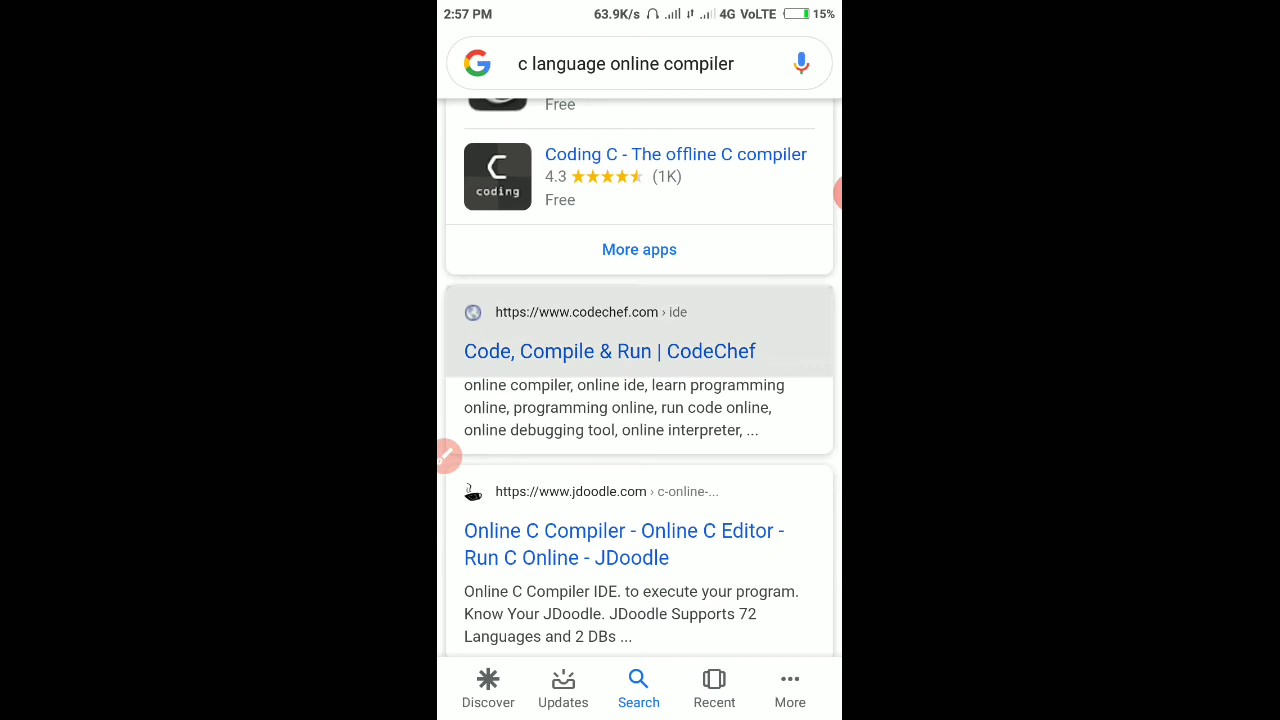 2:57 PM 63.9K/s 4G VoLTE 15%
c language online compiler
Free
Coding C - The offline C compiler
4.3 (1K)
Free
C
coding
More apps
https://www.codechef.com › ide
Code, Compile & Run | CodeChef
online compiler, online ide, learn programming
online, programming online, run code online,
online debugging tool, online interpreter, ...
https://www.jdoodle.com › c-online-...
Online C Compiler - Online C Editor -
Run C Online - JDoodle
Online C Compiler IDE. to execute your program.
Know Your JDoodle. JDoodle Supports 72
Languages and 2 DBs ...
Discover Updates Search Recent More